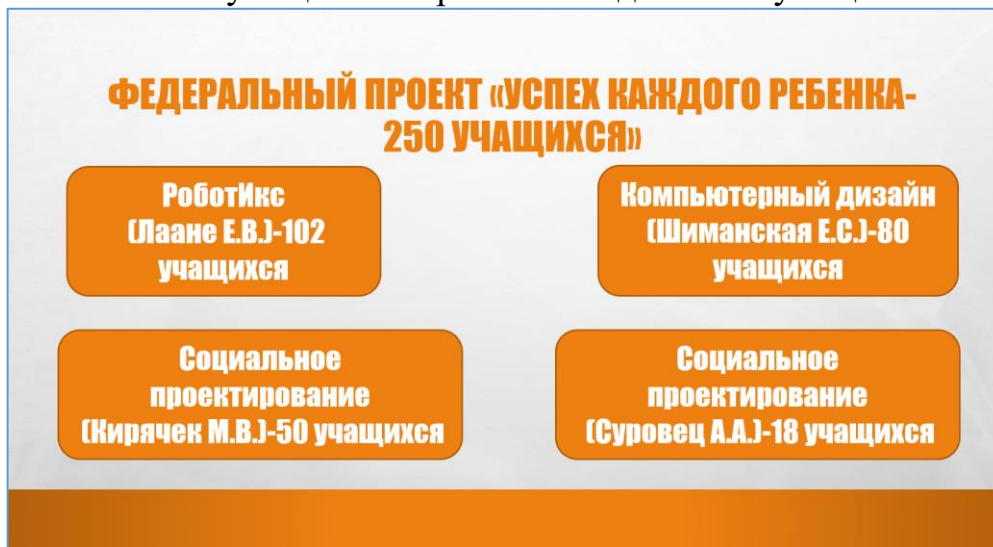 ФЕДЕРАЛЬНЫЙ ПРОЕКТ «УСПЕХ КАЖДОГО РЕБЕНКА-
250 УЧАЩИХСЯ»
РоботИкс
(Лаане Е.В.)-102
учащихся
Компьютерный дизайн
(Шиманская Е.С.)-80
учащихся
Социальное
проектирование
(Кирячек М.В.)-50 учащихся
Социальное
проектирование
(Суровец А.А.)-18 учащихся